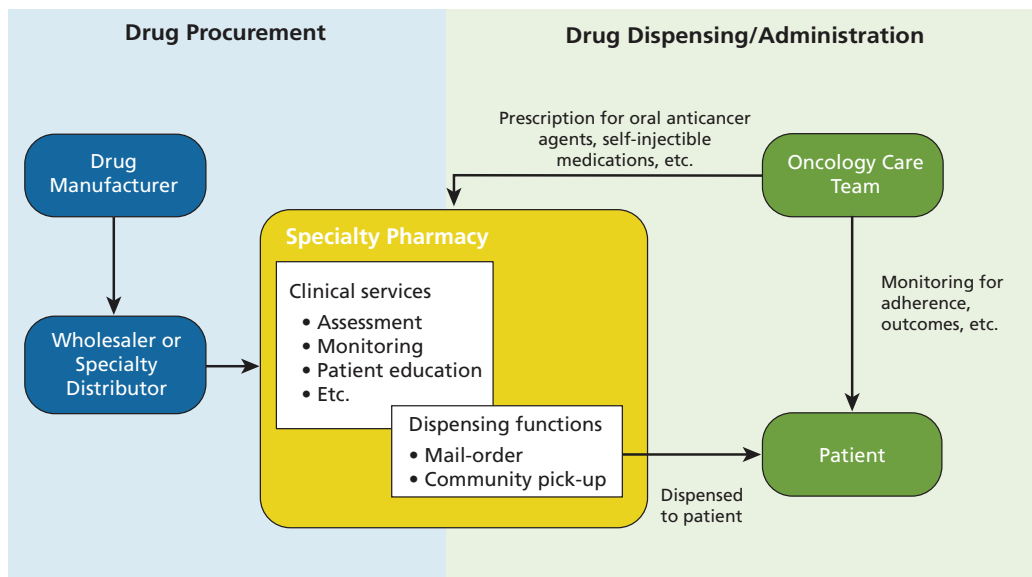 Drug Procurement
Drug Dispensing/Administration
Prescription for oral anticancer
agents, self-injectible
medications, etc.
Drug
Manufacturer
Oncology Care
Team
Specialty Pharmacy
Clinical services
• Assessment
• Monitoring
• Patient education
• Etc.
Monitoring for
adherence,
outcomes, etc.
Wholesaler or
Specialty
Distributor
Dispensing functions
• Mail-order
• Community pick-up
Patient
Dispensed
to patient